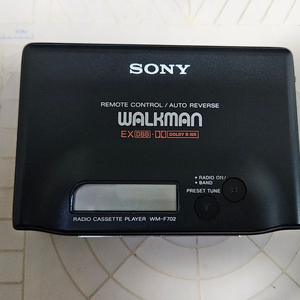 SONY
REMOTE CONTROL / AUTO REVERSE
WALKMAN
EX DBB DOLBY B NR
RADIO ON/
BAND
PRESET TUNE
RADIO CASSETTE PLAYER WM-F702